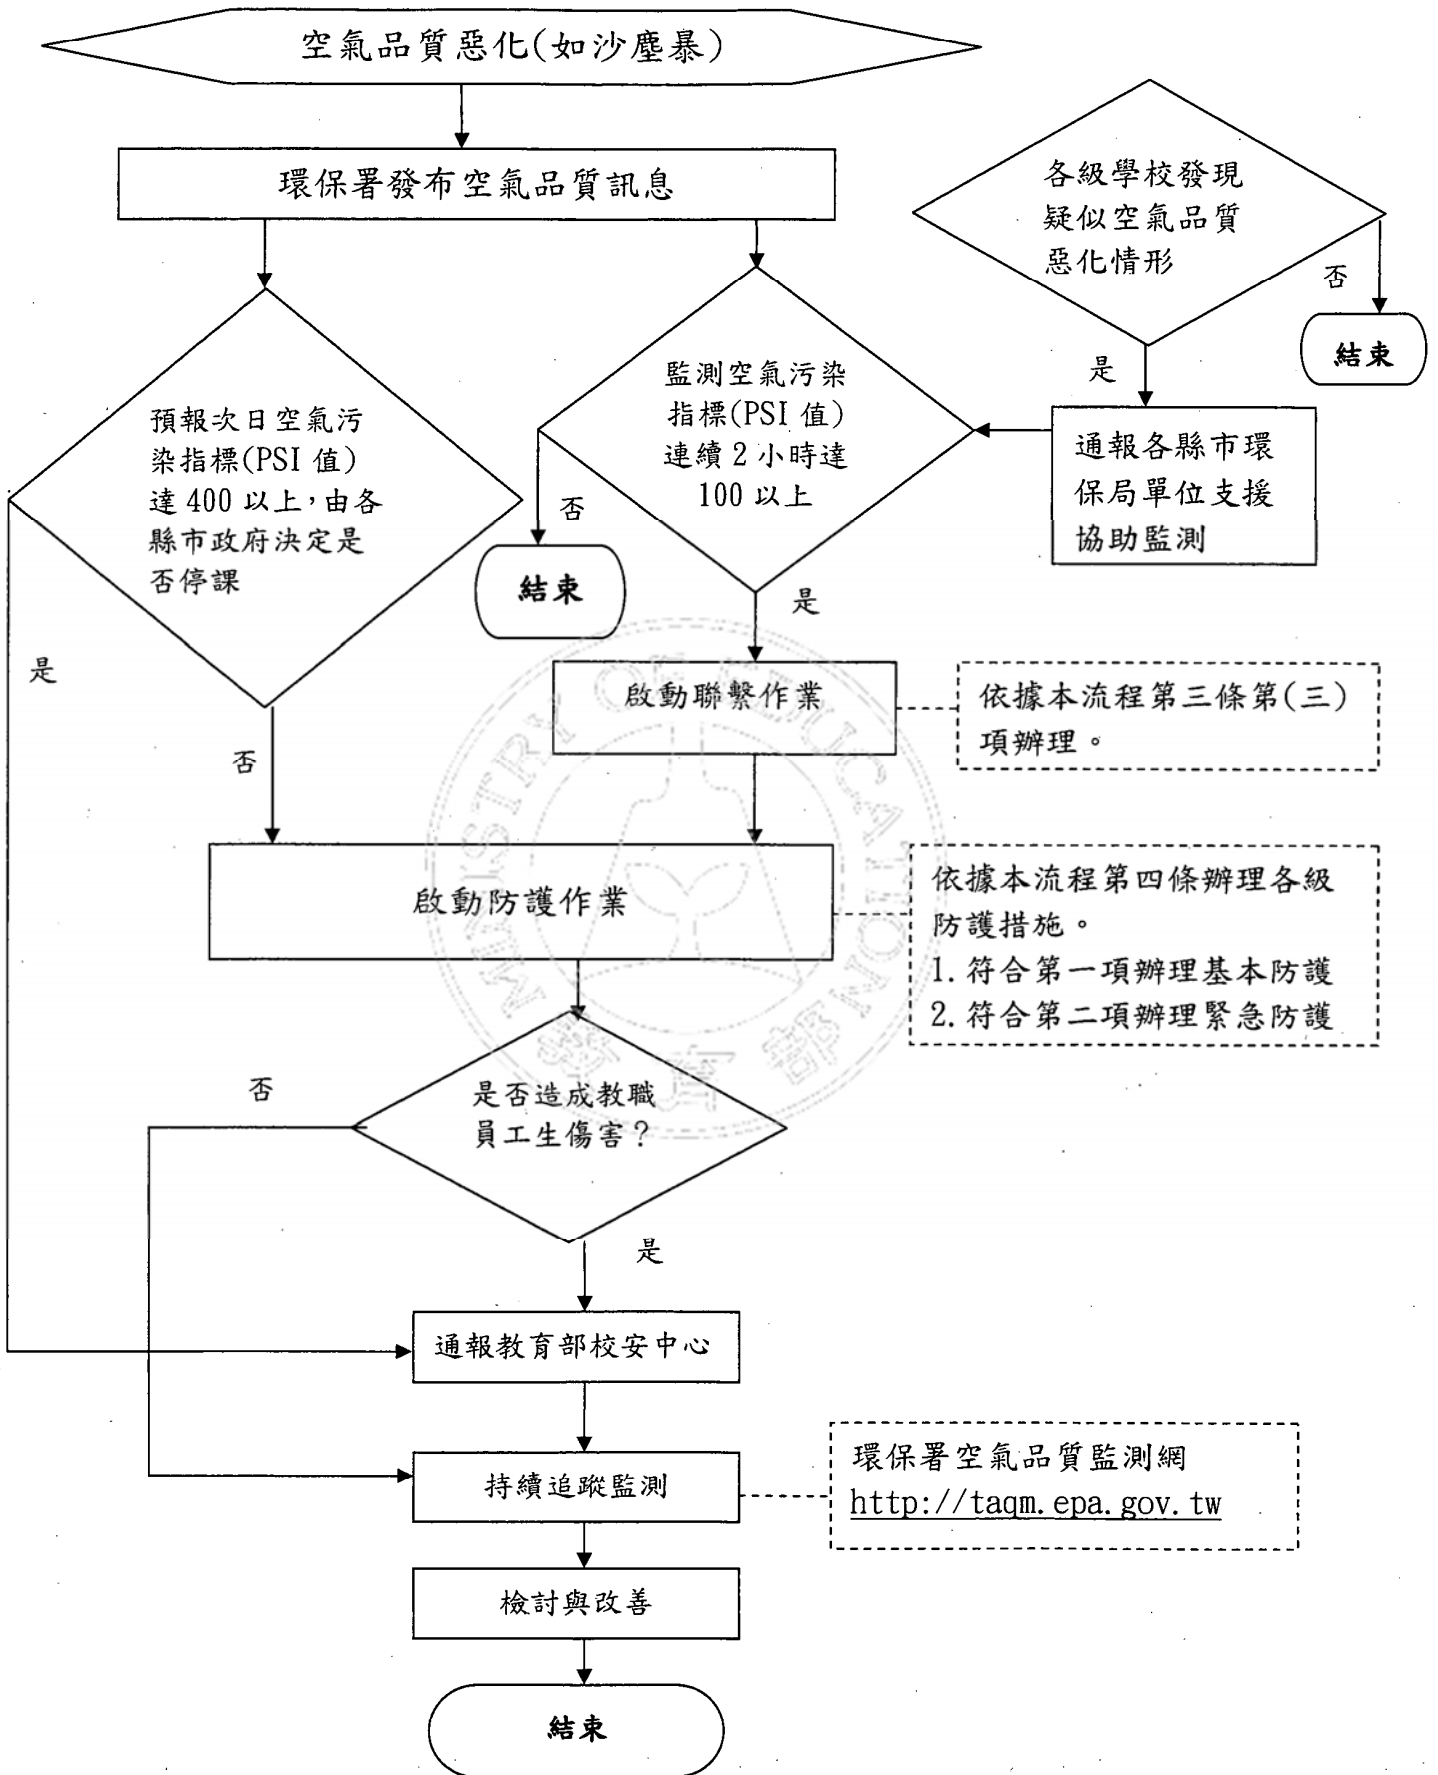 空氣品質惡化(如沙塵暴)
環保署發布空氣品質訊息
各級學校發現
疑似空氣品質
惡化情形
否
結束
是
預報次日空氣污
染指標(PSI 值)
達 400 以上，由各
縣市政府決定是
否停課
監測空氣污染
指標(PSI 值)
連續 2 小時達
100 以上
通報各縣市環
保局單位支援
協助監測
否
結束
是
是
啟動聯繫作業
依據本流程第三條第(三)
項辦理。
否
啟動防護作業
依據本流程第四條辦理各級
防護措施。
1. 符合第一項辦理基本防護
2. 符合第二項辦理緊急防護
MINISTRY OF EDUCATION
教育部
否
是否造成教職
員工生傷害？
是
通報教育部校安中心
持續追蹤監測
環保署空氣品質監測網
http://taqm.epa.gov.tw
檢討與改善
結束